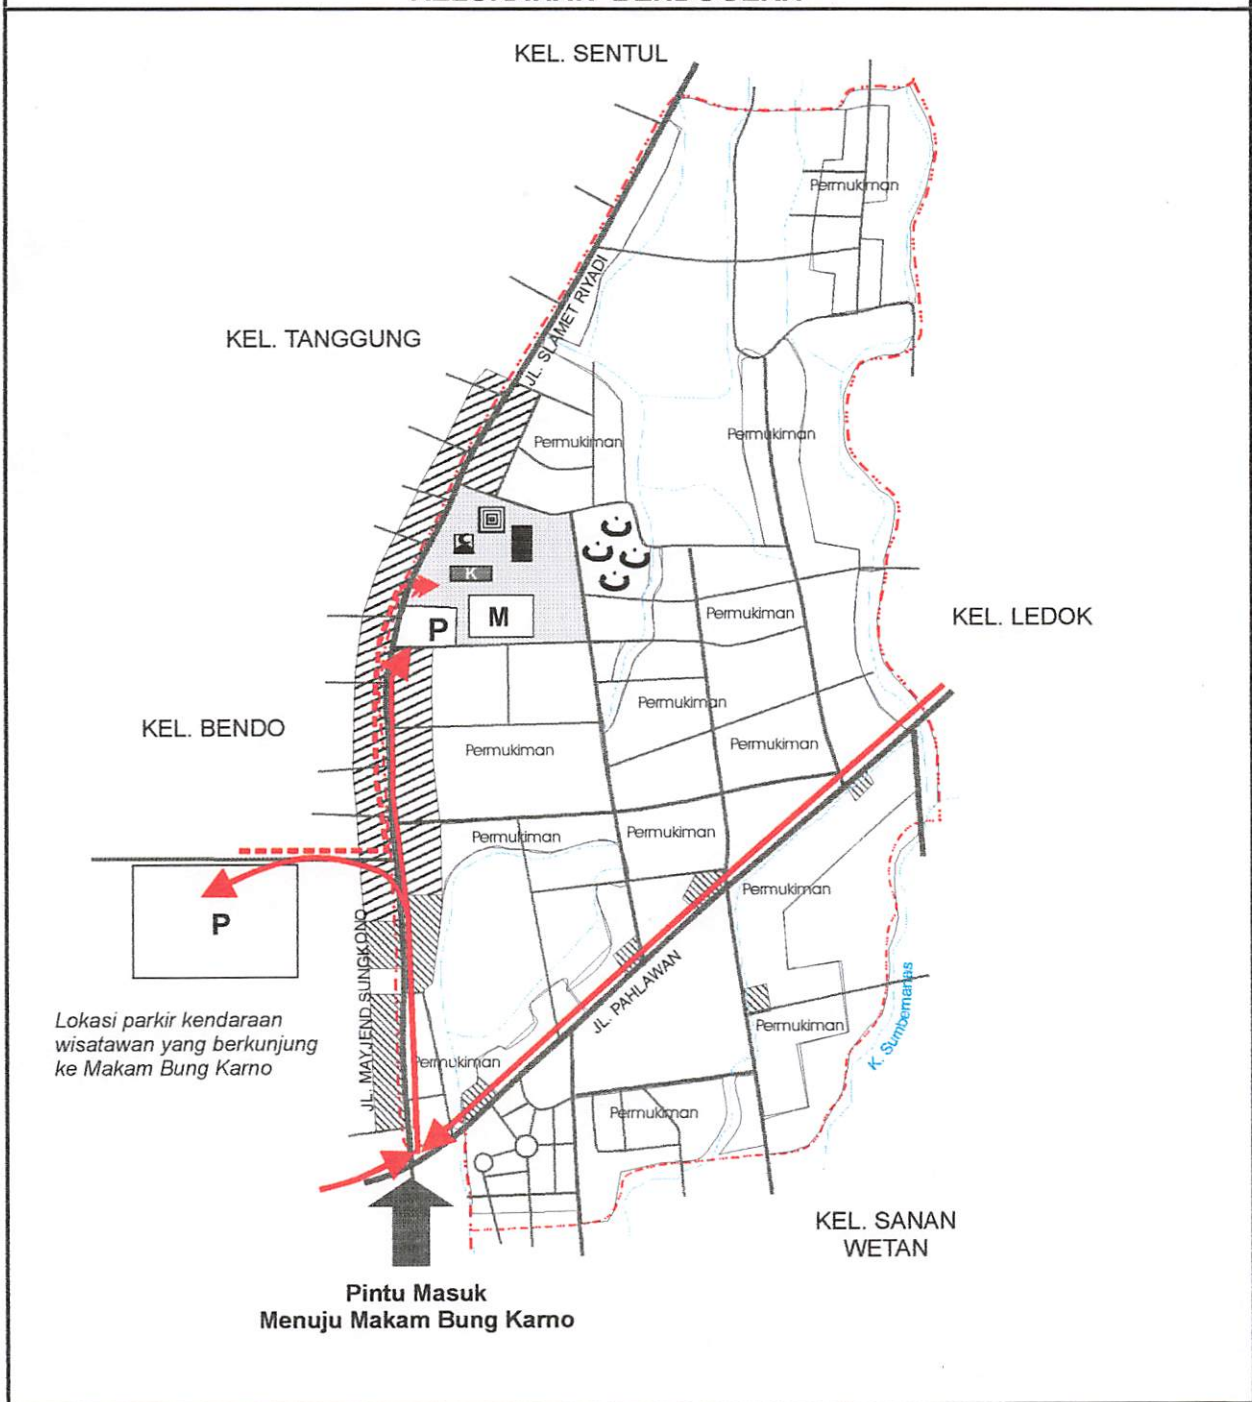 KEL. SENTUL
Permukiman
KEL. TANGGUNG
JL. SLAMET RIYADI
Permukiman
Permukiman
K
P
M
Permukiman
KEL. LEDOK
Permukiman
KEL. BENDO
Permukiman
Permukiman
Permukiman
Permukiman
Permukiman
P
JL. MAYJEND SUNGKONO
JL. PAHLAWAN
Lokasi parkir kendaraan
wisatawan yang berkunjung
ke Makam Bung Karno
Permukiman
K. Sumbernanas
Permukiman
Permukiman
KEL. SANAN
WETAN
Pintu Masuk
Menuju Makam Bung Karno